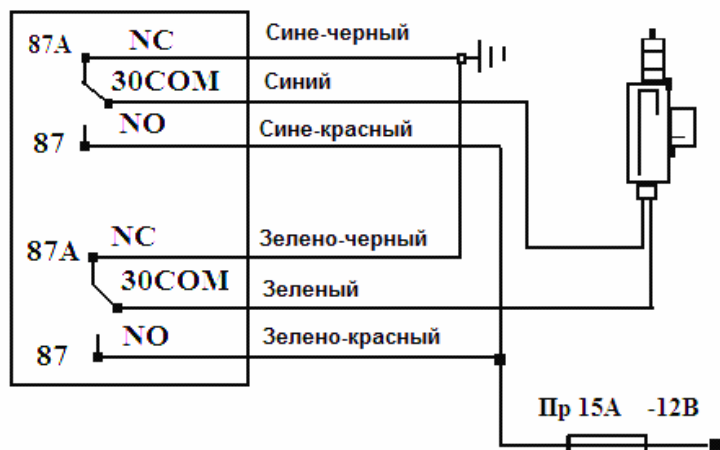 87A NC Сине-черный
30COM Синий
87 NO Сине-красный
87A NC Зелено-черный
30COM Зеленый
87 NO Зелено-красный
Пр 15А -12В